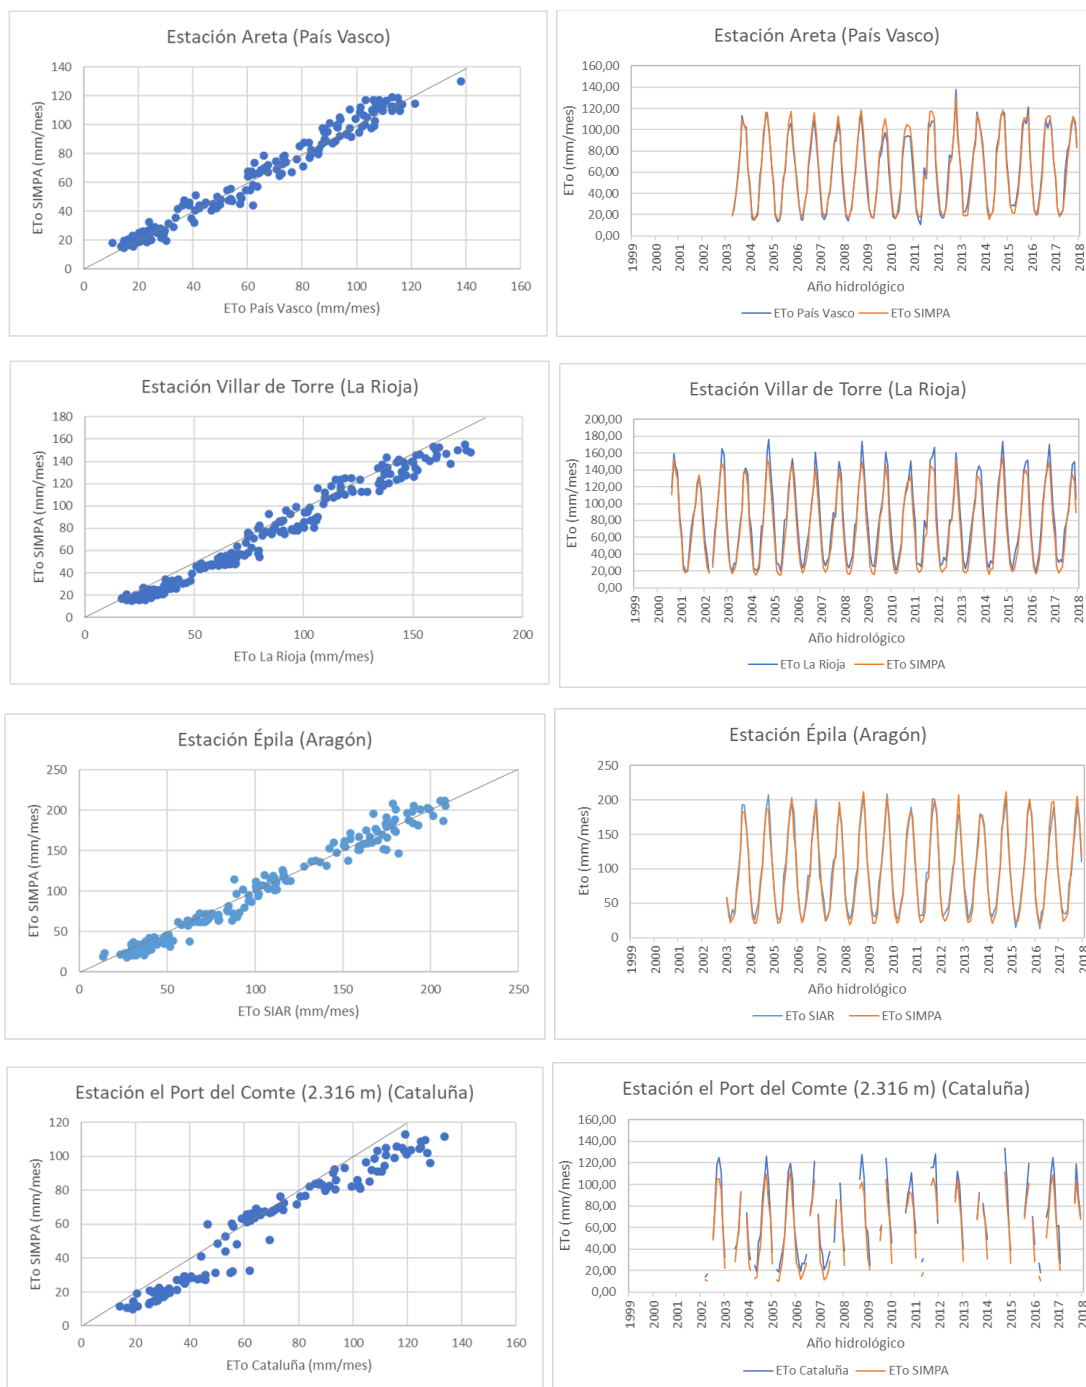 Estación Areta (País Vasco)
ETo SIMPA (mm/mes)
140
120
100
80
60
40
20
0
0 20 40 60 80 100 120 140 160
ETo País Vasco (mm/mes)
Estación Areta (País Vasco)
ETo (mm/mes)
160,00
140,00
120,00
100,00
80,00
60,00
40,00
20,00
0,00
1999 2000 2001 2002 2003 2004 2005 2006 2007 2008 2009 2010 2011 2012 2013 2014 2015 2016 2017 2018
Año hidrológico
ETo País Vasco ETo SIMPA
Estación Villar de Torre (La Rioja)
ETo SIMPA (mm/mes)
180
160
140
120
100
80
60
40
20
0
0 50 100 150 200
ETo La Rioja (mm/mes)
Estación Villar de Torre (La Rioja)
ETo (mm/mes)
200,00
180,00
160,00
140,00
120,00
100,00
80,00
60,00
40,00
20,00
0,00
1999 2000 2001 2002 2003 2004 2005 2006 2007 2008 2009 2010 2011 2012 2013 2014 2015 2016 2017 2018
Año hidrológico
ETo La Rioja ETo SIMPA
Estación Épila (Aragón)
ETo SIMPA (mm/mes)
250
200
150
100
50
0
0 50 100 150 200 250
ETo SIAR (mm/mes)
Estación Épila (Aragón)
Eto (mm/mes)
250
200
150
100
50
0
1999 2000 2001 2002 2003 2004 2005 2006 2007 2008 2009 2010 2011 2012 2013 2014 2015 2016 2017 2018
Año hidrológico
ETo SIAR ETo SIMPA
Estación el Port del Comte (2.316 m) (Cataluña)
ETo SIMPA (mm/mes)
120
100
80
60
40
20
0
0 20 40 60 80 100 120 140 160
ETo Cataluña (mm/mes)
Estación el Port del Comte (2.316 m) (Cataluña)
ETo (mm/mes)
160,00
140,00
120,00
100,00
80,00
60,00
40,00
20,00
0,00
1999 2000 2001 2002 2003 2004 2005 2006 2007 2008 2009 2010 2011 2012 2013 2014 2015 2016 2017 2018
Año hidrológico
ETo Cataluña ETo SIMPA